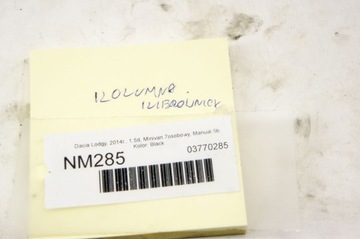 KOLUMNA
KIEROWNICY
Dacia Lodgy, 2014r., 1.5d, Minivan 7osobowy, Manual 5b
Kolor: Black
NM285
03770285